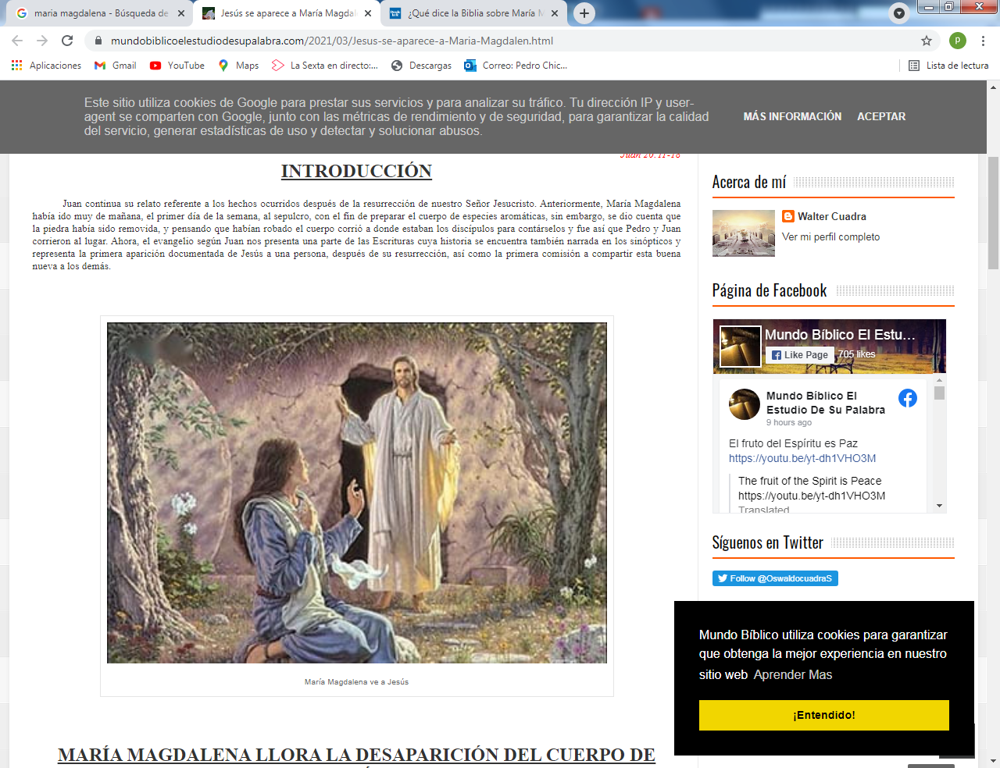 maria magdalena - Búsqueda de
Jesús se aparece a María Magdal
¿Qué dice la Biblia sobre María M
mundobiblicoelestudiodesupalabra.com/2021/03/Jesus-se-aparece-a-Maria-Magdalen.html
P
Aplicaciones
Gmail
YouTube
Maps
La Sexta en directo:...
Descargas
Correo: Pedro Chic...
Lista de lectura
Este sitio utiliza cookies de Google para prestar sus servicios y para analizar su tráfico. Tu dirección IP y user-
agent se comparten con Google, junto con las métricas de rendimiento y de seguridad, para garantizar la calidad
del servicio, generar estadísticas de uso y detectar y solucionar abusos.
MÁS INFORMACIÓN
ACEPTAR
Juan 20:11-18
INTRODUCCIÓN
Juan continua su relato referente a los hechos ocurridos después de la resurrección de nuestro Señor Jesucristo. Anteriormente, María Magdalena
había ido muy de mañana, el primer día de la semana, al sepulcro, con el fin de preparar el cuerpo de especies aromáticas, sin embargo, se dio cuenta que
la piedra había sido removida, y pensando que habían robado el cuerpo corrió a donde estaban los discípulos para contárselos y fue así que Pedro y Juan
corrieron al lugar. Ahora, el evangelio según Juan nos presenta una parte de las Escrituras cuya historia se encuentra también narrada en los sinópticos y
representa la primera aparición documentada de Jesús a una persona, después de su resurrección, así como la primera comisión a compartir esta buena
nueva a los demás.
María Magdalena ve a Jesús
MARÍA MAGDALENA LLORA LA DESAPARICIÓN DEL CUERPO DE
Acerca de mí
Walter Cuadra
Ver mi perfil completo
Página de Facebook
Mundo Bíblico El Estu...
Like Page
705 likes
Mundo Bíblico El
Estudio De Su Palabra
9 hours ago
El fruto del Espíritu es Paz
https://youtu.be/yt-dh1VHO3M
The fruit of the Spirit is Peace
https://youtu.be/yt-dh1VHO3M
Translated
Síguenos en Twitter
Follow @OswaldocuadraS
Mundo Bíblico utiliza cookies para garantizar
que obtenga la mejor experiencia en nuestro
sitio web Aprender Mas
¡Entendido!